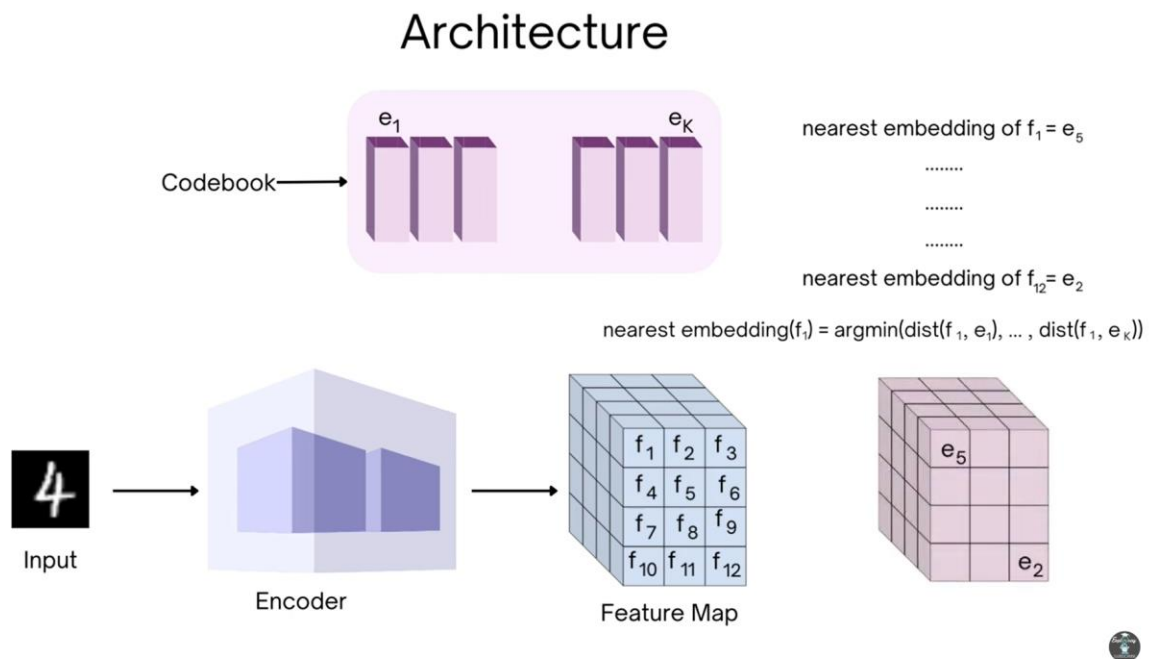 Architecture
e₁
e_K
Codebook
nearest embedding of f₁ = e₅
........
........
........
nearest embedding of f₁₂= e₂
nearest embedding(f₁) = argmin(dist(f₁, e₁), ... , dist(f₁, e_K))
f₁ f₂ f₃
f₄ f₅ f₆
f₇ f₈ f₉
f₁₀ f₁₁ f₁₂
e₅
e₂
4
Input
Encoder
Feature Map